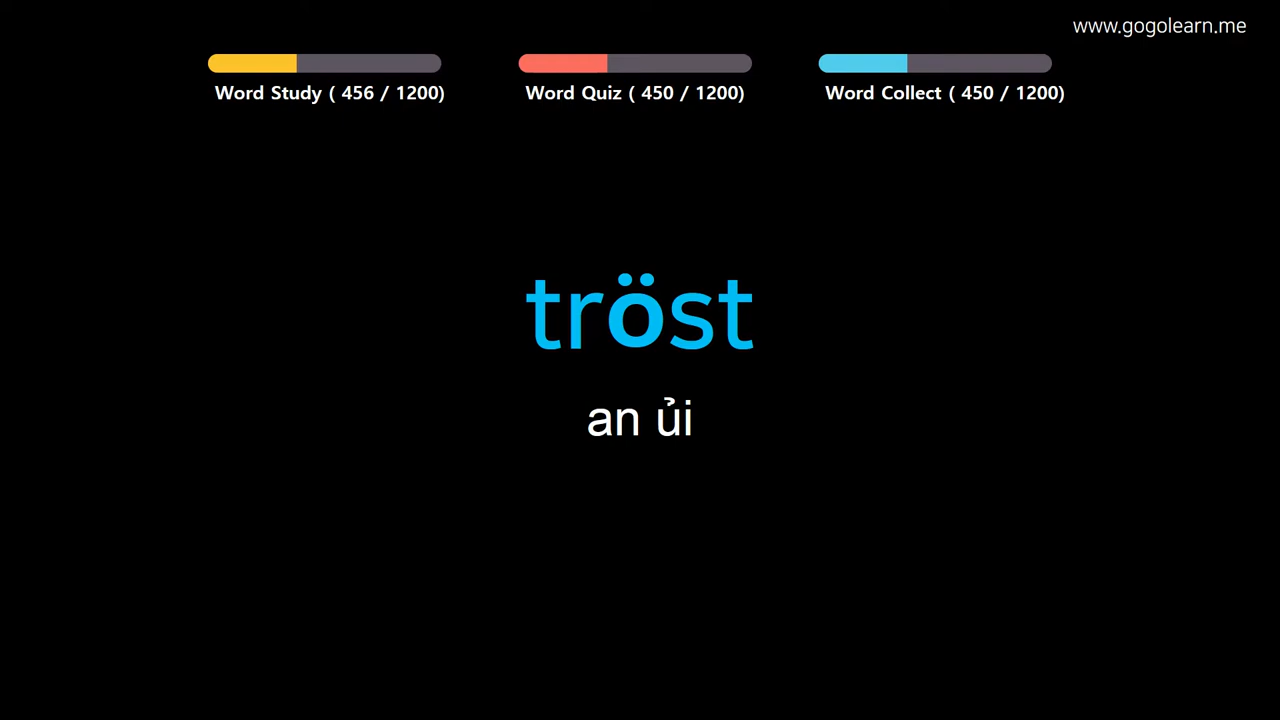 www.gogolearn.me
Word Study ( 456 / 1200)
Word Quiz ( 450 / 1200)
Word Collect ( 450 / 1200)
tröst
an ủi